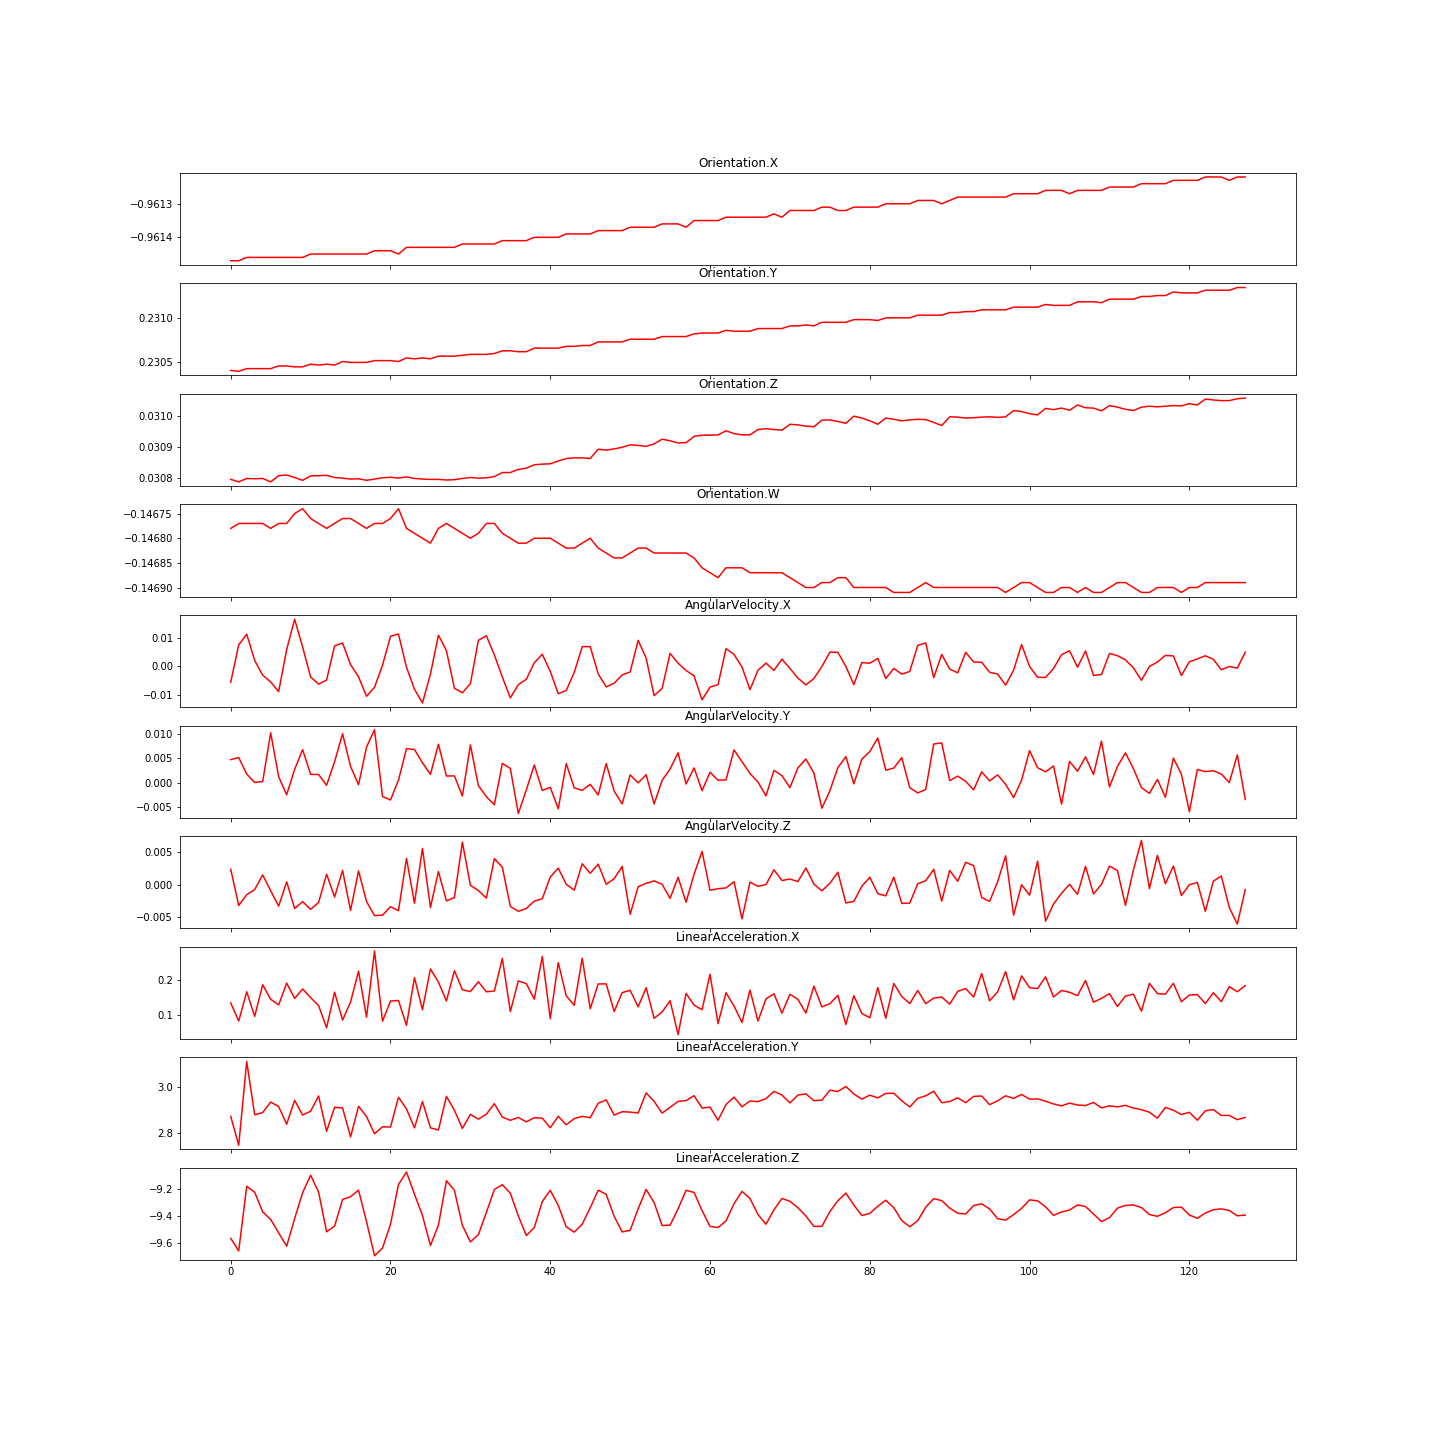 Orientation.X
−0.9613
−0.9614
Orientation.Y
0.2310
0.2305
Orientation.Z
0.0310
0.0309
0.0308
Orientation.W
−0.14675
−0.14680
−0.14685
−0.14690
AngularVelocity.X
0.01
0.00
−0.01
AngularVelocity.Y
0.010
0.005
0.000
−0.005
AngularVelocity.Z
0.005
0.000
−0.005
LinearAcceleration.X
0.2
0.1
LinearAcceleration.Y
3.0
2.8
LinearAcceleration.Z
−9.2
−9.4
−9.6
0 20 40 60 80 100 120